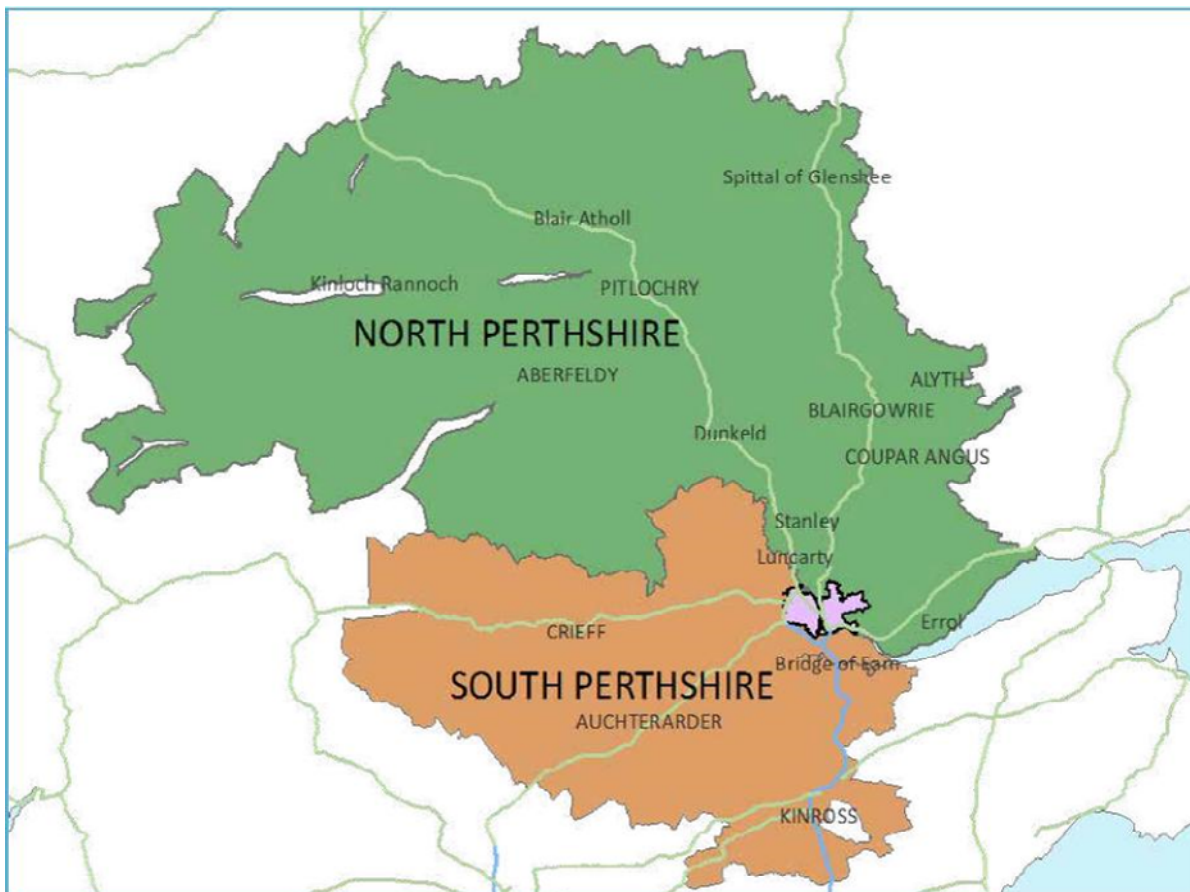 Spittal of Glenshee
Blair Atholl
Kinloch Rannoch
PITLOCHRY
NORTH PERTHSHIRE
ABERFELDY
ALYTH
BLAIRGOWRIE
Dunkeld
COUPAR ANGUS
Stanley
Luncarty
Errol
CRIEFF
Bridge of Earn
SOUTH PERTHSHIRE
AUCHTERARDER
KINROSS